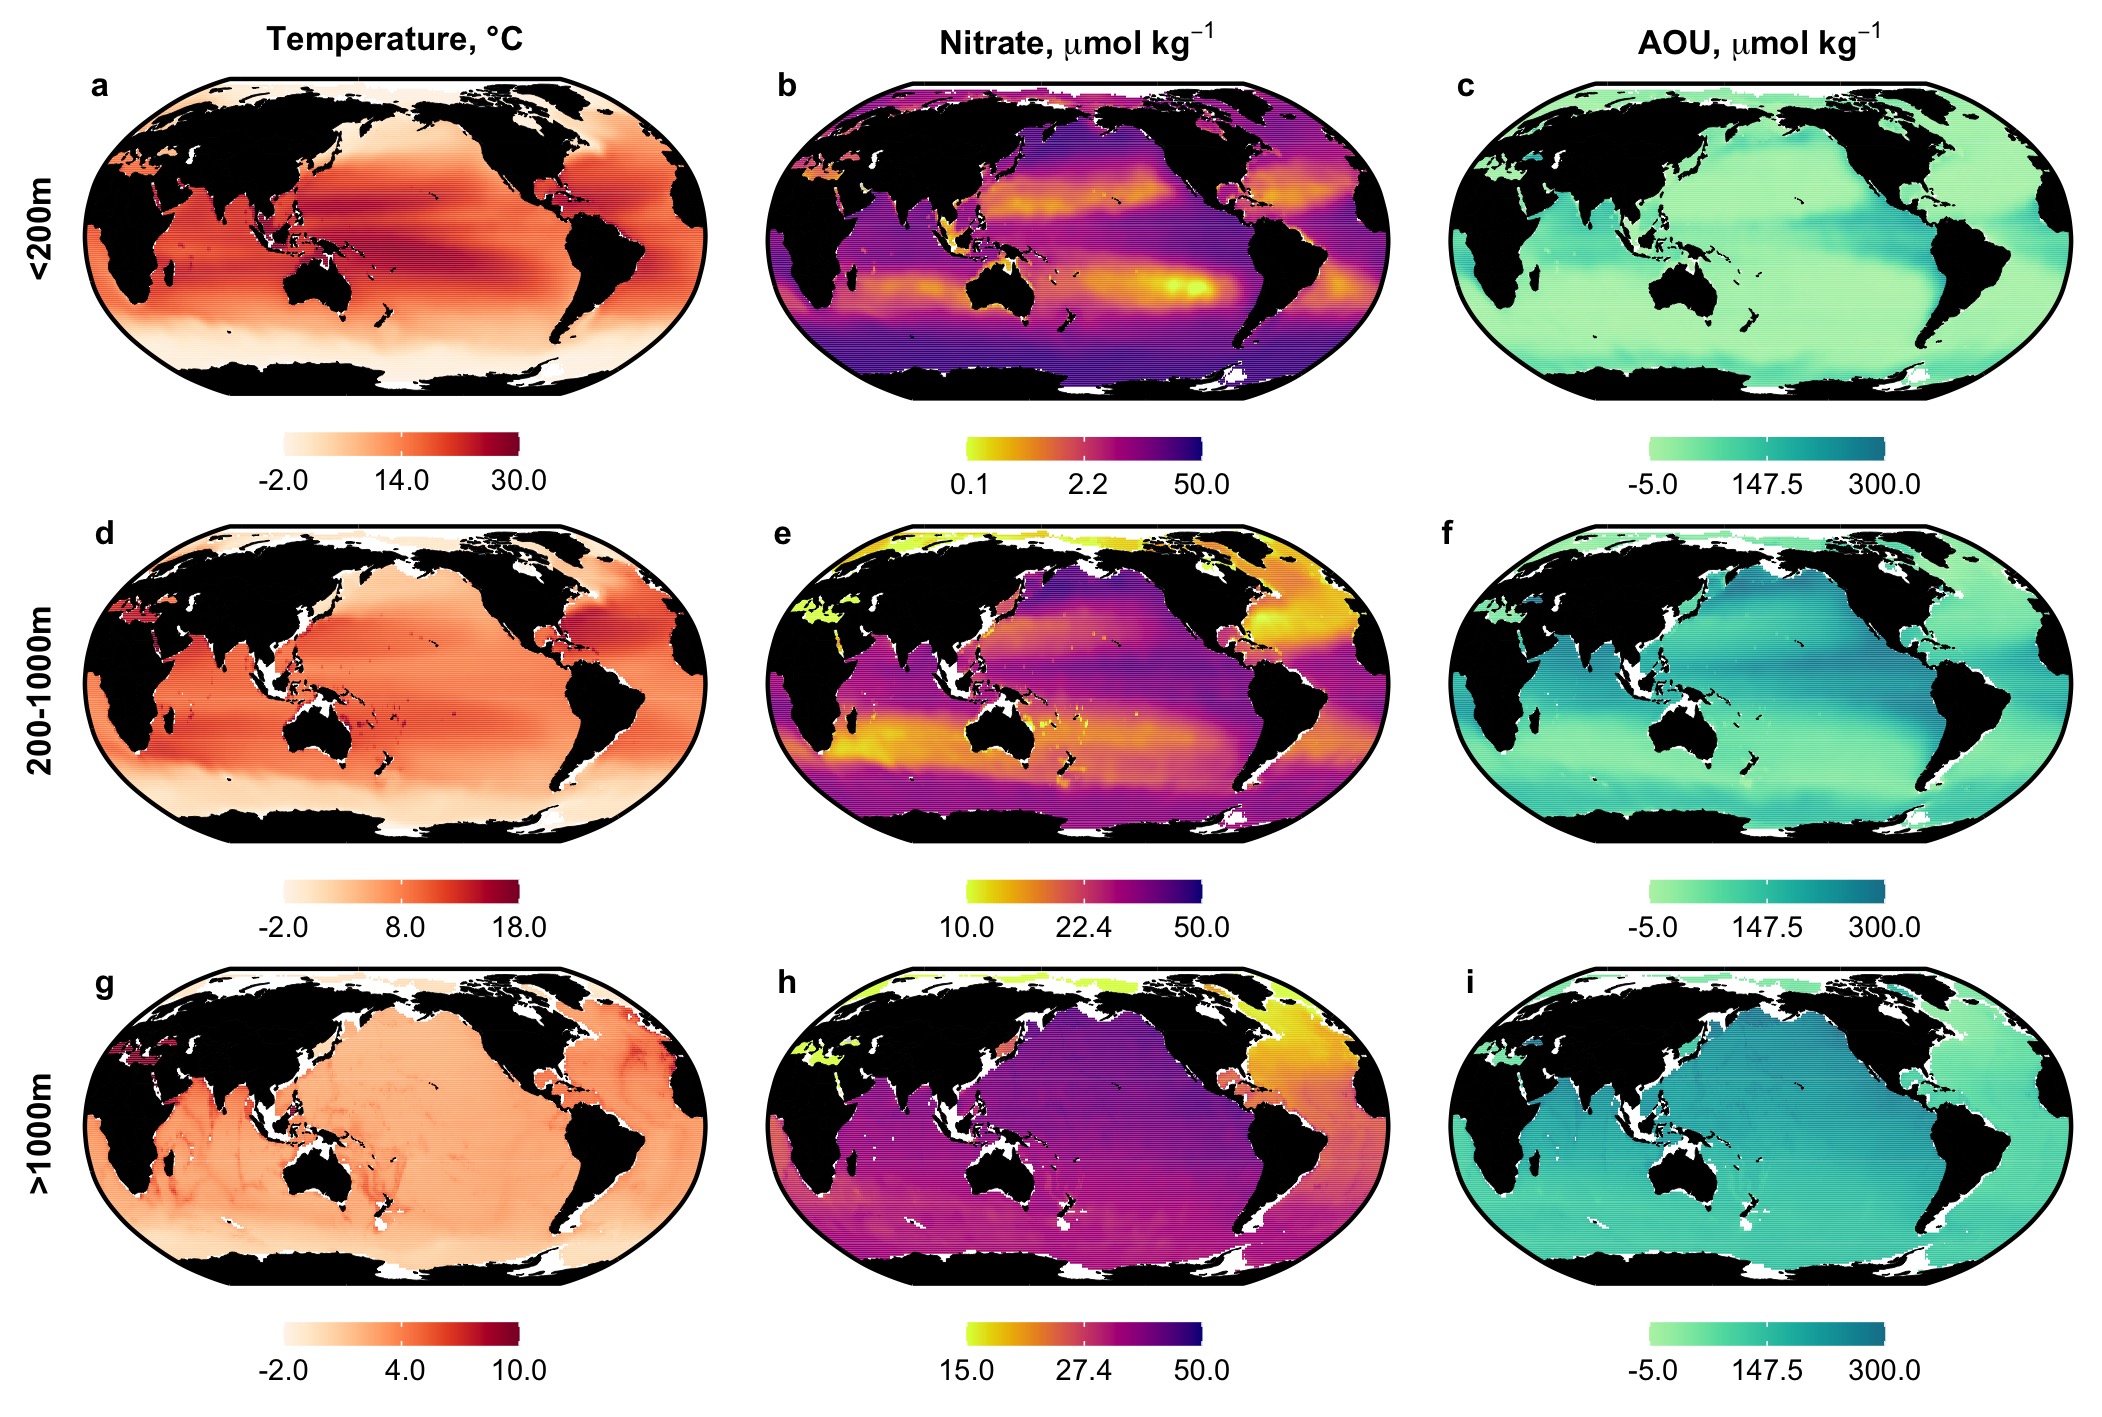 Temperature, °C
Nitrate, μmol kg⁻¹
AOU, μmol kg⁻¹
<200m
a
b
c
-2.0 14.0 30.0
0.1 2.2 50.0
-5.0 147.5 300.0
200-1000m
d
e
f
-2.0 8.0 18.0
10.0 22.4 50.0
-5.0 147.5 300.0
>1000m
g
h
i
-2.0 4.0 10.0
15.0 27.4 50.0
-5.0 147.5 300.0